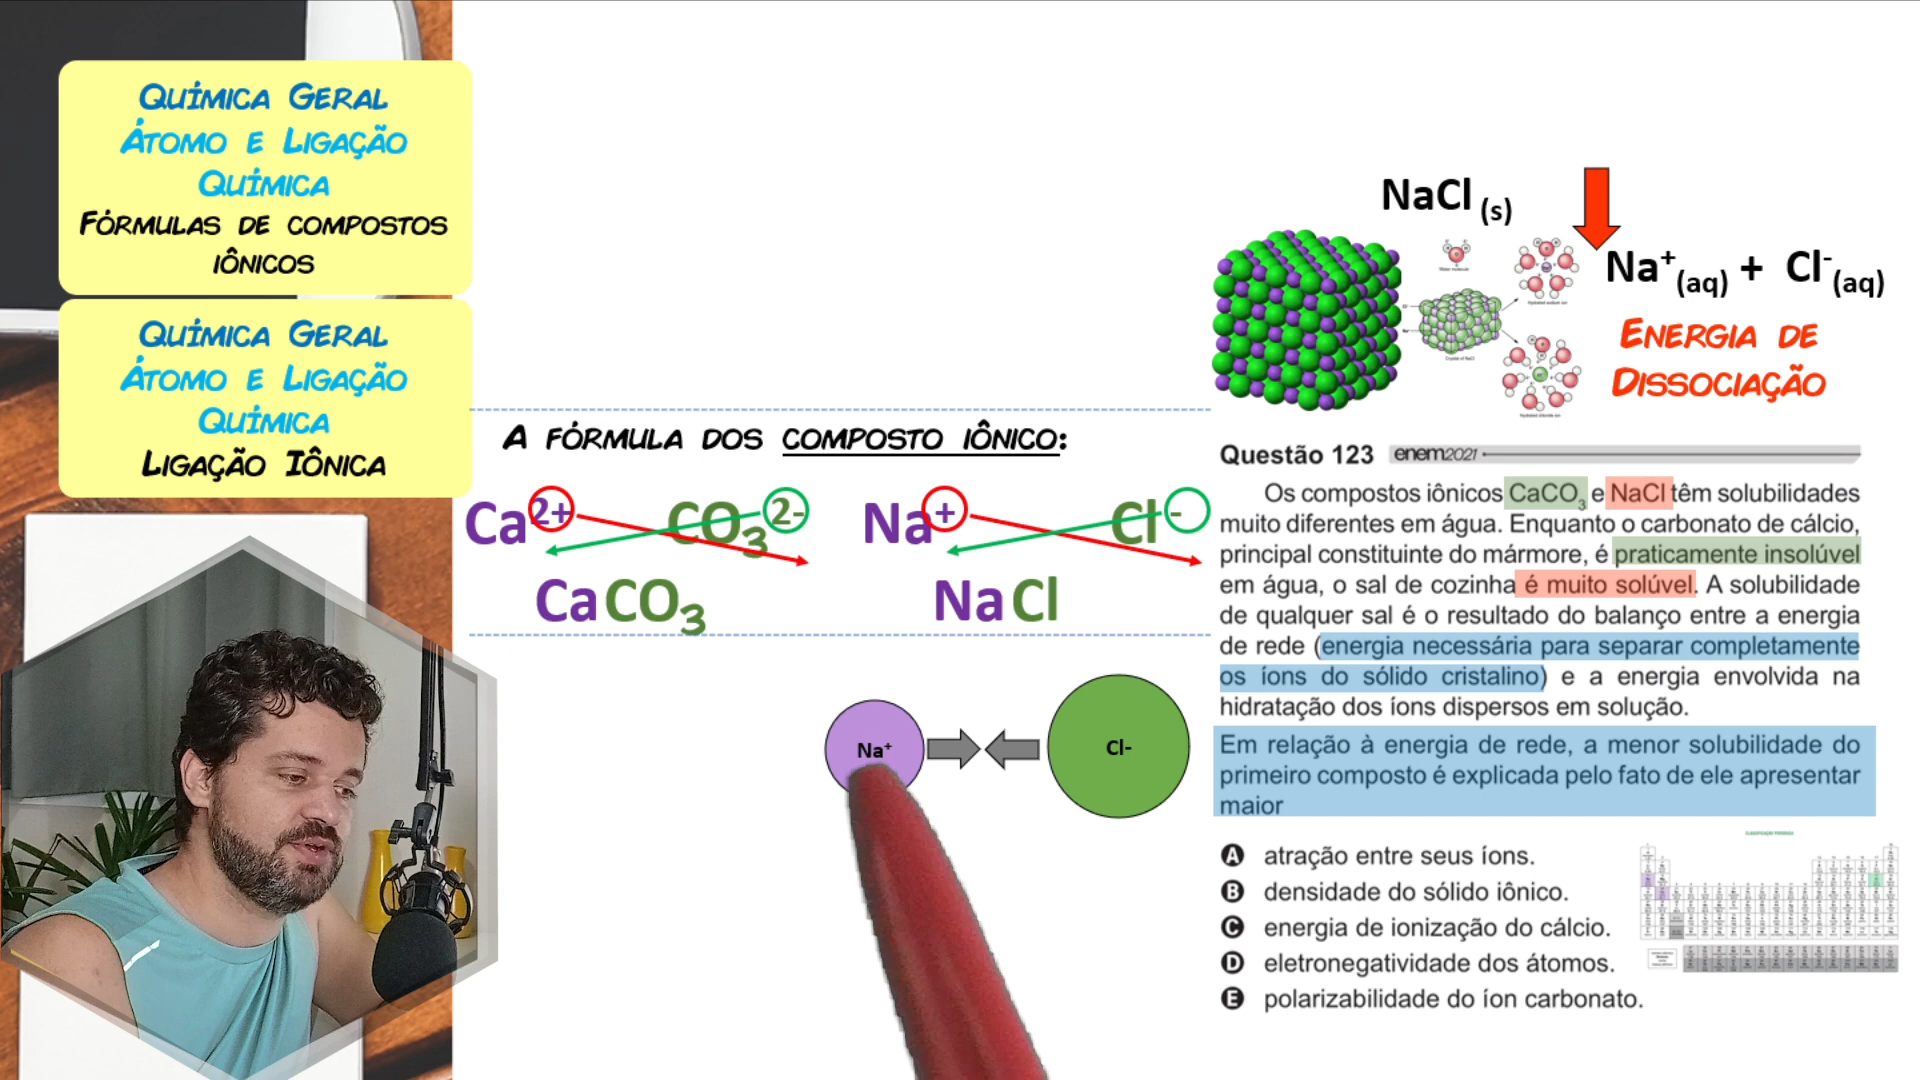 QUÍMICA GERAL
ÁTOMO E LIGAÇÃO
QUÍMICA
FÓRMULAS DE COMPOSTOS
IÔNICOS
QUÍMICA GERAL
ÁTOMO E LIGAÇÃO
QUÍMICA
LIGAÇÃO IÔNICA
A FÓRMULA DOS COMPOSTO IÔNICO:
Ca2+ CO3 2- Na+ Cl-
CaCO3 NaCl
Na+ Cl-
NaCl (s)
Na+(aq) + Cl-(aq)
ENERGIA DE
DISSOCIAÇÃO
Questão 123 enem2021
Os compostos iônicos CaCO3 e NaCl têm solubilidades
muito diferentes em água. Enquanto o carbonato de cálcio,
principal constituinte do mármore, é praticamente insolúvel
em água, o sal de cozinha é muito solúvel. A solubilidade
de qualquer sal é o resultado do balanço entre a energia
de rede (energia necessária para separar completamente
os íons do sólido cristalino) e a energia envolvida na
hidratação dos íons dispersos em solução.
Em relação à energia de rede, a menor solubilidade do
primeiro composto é explicada pelo fato de ele apresentar
maior
A atração entre seus íons.
B densidade do sólido iônico.
C energia de ionização do cálcio.
D eletronegatividade dos átomos.
E polarizabilidade do íon carbonato.